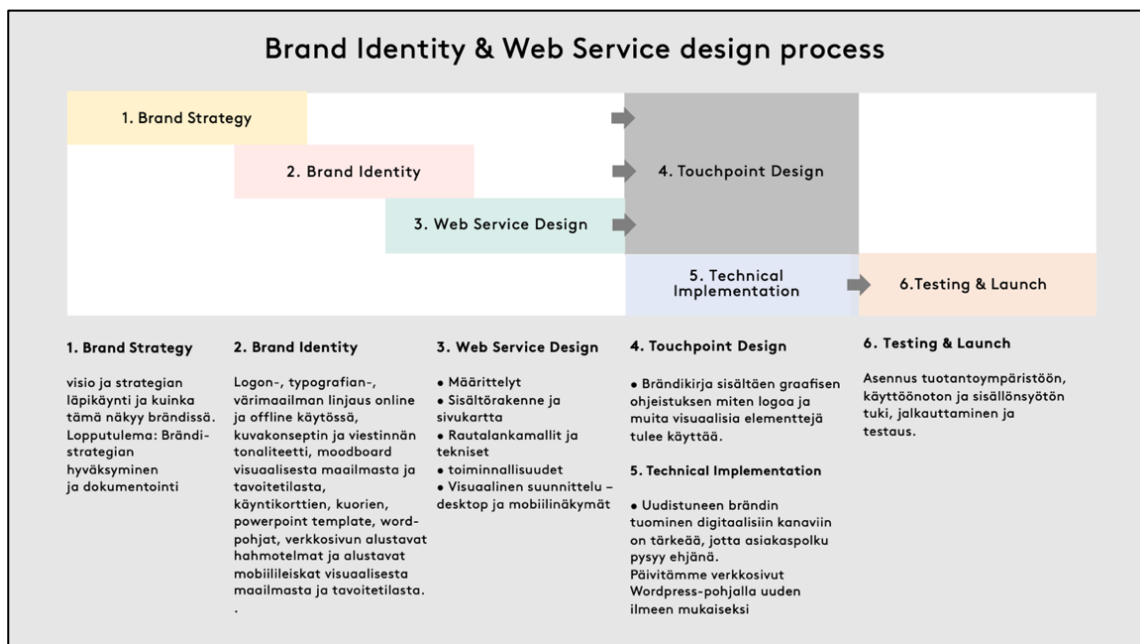 Brand Identity & Web Service design process
1. Brand Strategy
2. Brand Identity
3. Web Service Design
4. Touchpoint Design
5. Technical
Implementation
6.Testing & Launch
1. Brand Strategy
visio ja strategian
läpikäynti ja kuinka
tämä näkyy brändissä.
Lopputulema: Brändi-
strategian
hyväksyminen
ja dokumentointi
2. Brand Identity
Logon-, typografian-,
värimaailman linjaus online
ja offline käytössä,
kuvakonseptin ja viestinnän
tonaliteetti, moodboard
visuaalisesta maailmasta ja
tavoitetilasta,
käyntikorttien, kuorien,
powerpoint template, word-
pohjat, verkkosivun alustavat
hahmotelmat ja alustavat
mobiilileiskat visuaalisesta
maailmasta ja tavoitetilasta.
.
3. Web Service Design
• Määrittelyt
• Sisältörakenne ja
sivukartta
• Rautalankamallit ja
tekniset
• toiminnallisuudet
• Visuaalinen suunnittelu –
desktop ja mobiilinäkymät
4. Touchpoint Design
• Brändikirja sisältäen graafisen
ohjeistuksen miten logoa ja
muita visuaalisia elementtejä
tulee käyttää.
5. Technical Implementation
• Uudistuneen brändin
tuominen digitaalisiin kanaviin
on tärkeää, jotta asiakaspolku
pysyy ehjänä.
Päivitämme verkkosivut
Wordpress-pohjalla uuden
ilmeen mukaiseksi
6. Testing & Launch
Asennus tuotantoympäristöön,
käyttöönoton ja sisällönsyötön
tuki, jalkauttaminen ja
testaus.